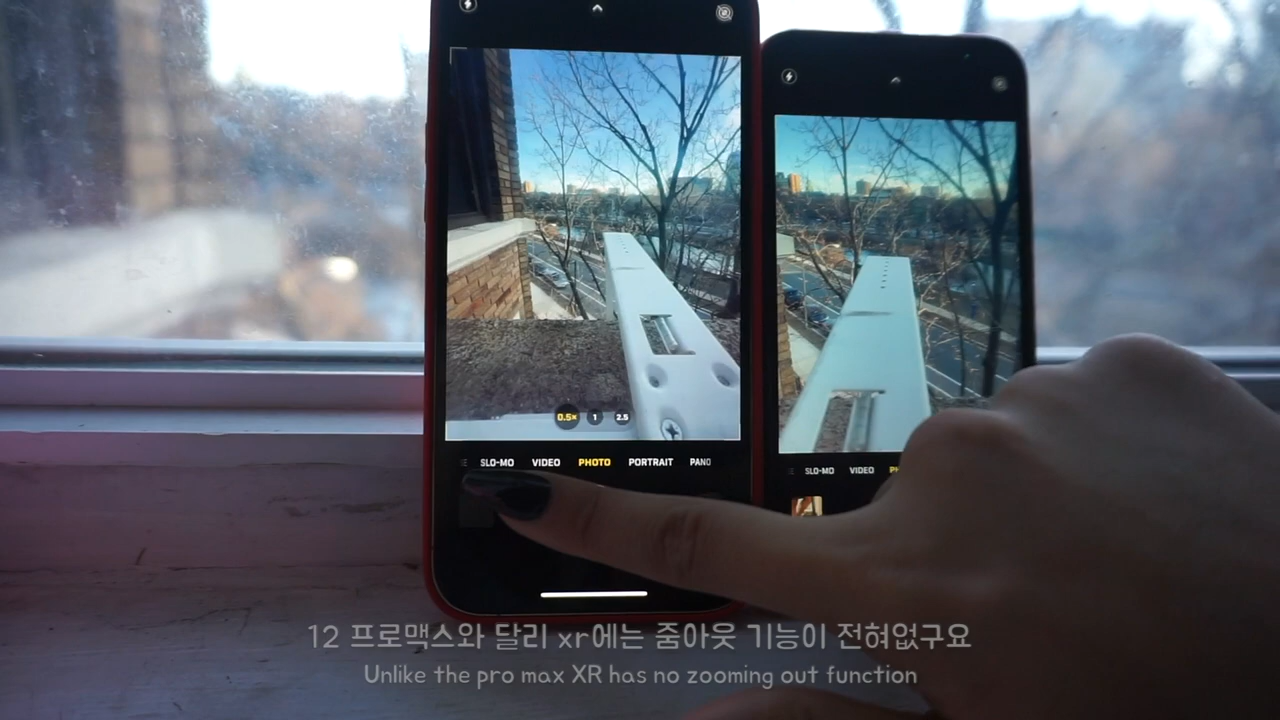 0.5× 1 2.5
SLO-MO VIDEO PHOTO PORTRAIT PANO
SLO-MO VIDEO
12 프로맥스와 달리 xr에는 줌아웃 기능이 전혀없구요
Unlike the pro max XR has no zooming out function